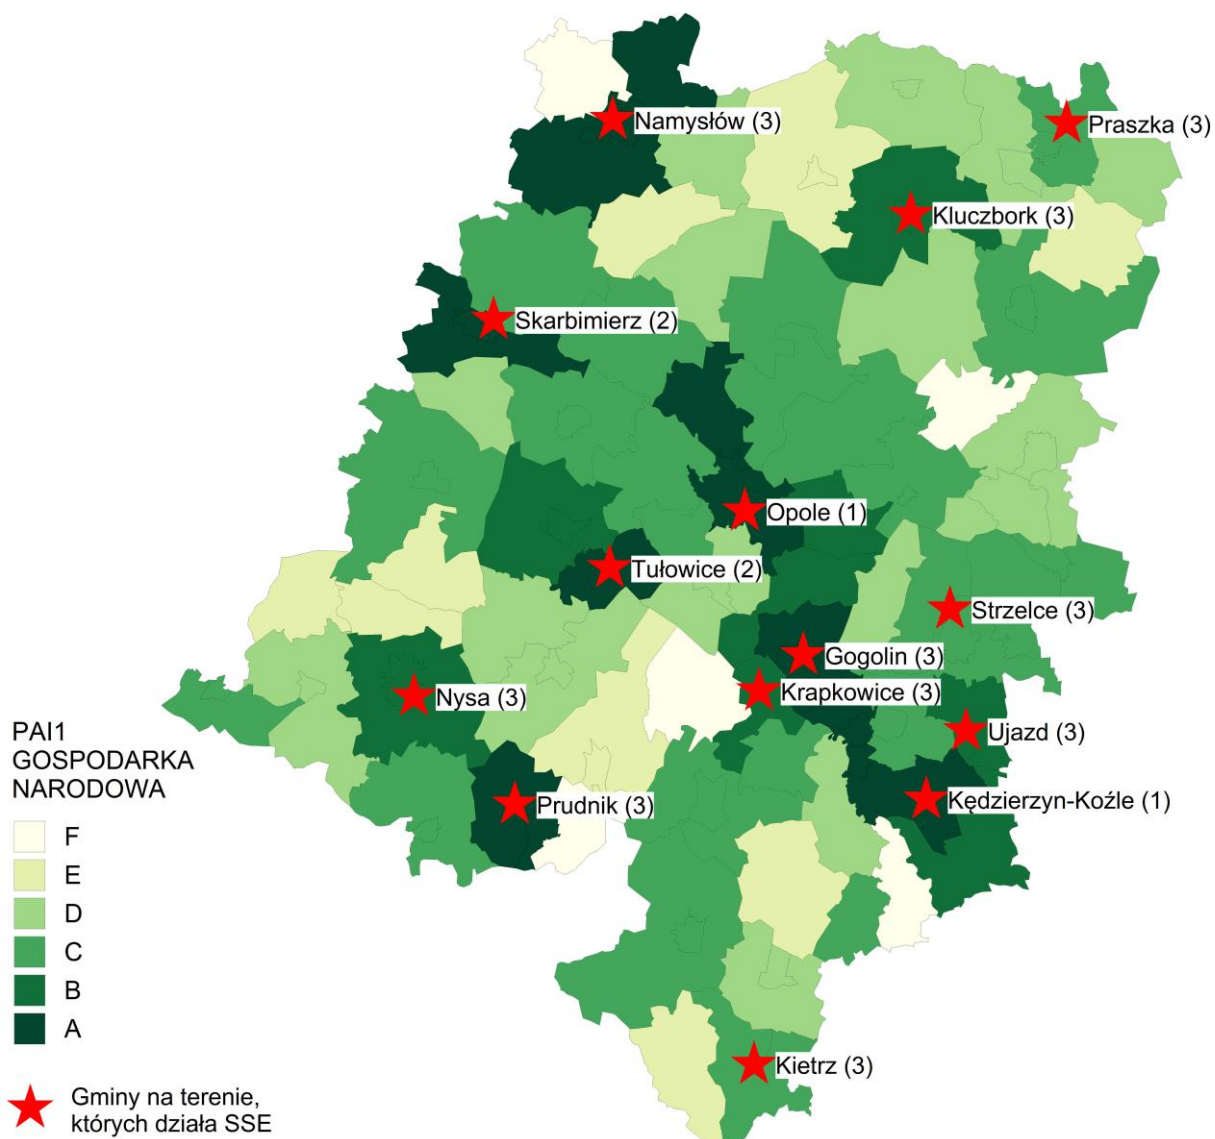 Namysłów (3)
Praszka (3)
Kluczbork (3)
Skarbimierz (2)
Opole (1)
Tułowice (2)
Strzelce (3)
Gogolin (3)
Krapkowice (3)
Nysa (3)
Ujazd (3)
Prudnik (3)
Kędzierzyn-Koźle (1)
Kietrz (3)
PAI1
GOSPODARKA
NARODOWA
F
E
D
C
B
A
Gminy na terenie,
których działa SSE